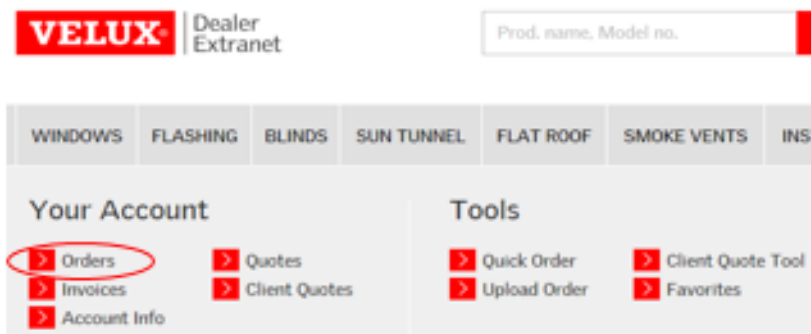 VELUX Dealer
Extranet
Prod. name, Model no.
WINDOWS FLASHING BLINDS SUN TUNNEL FLAT ROOF SMOKE VENTS INS
Your Account
Orders
Invoices
Account Info
Quotes
Client Quotes
Tools
Quick Order
Upload Order
Client Quote Tool
Favorites